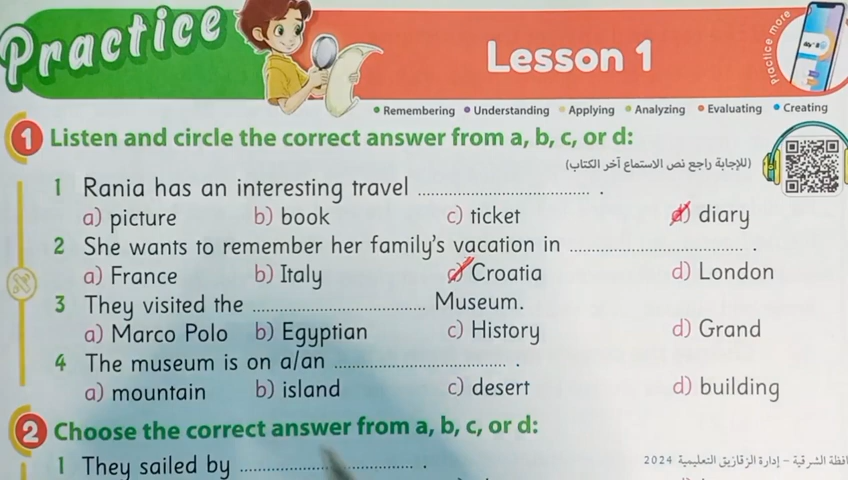 Practice
Lesson 1
Practice more
• Remembering • Understanding • Applying • Analyzing • Evaluating • Creating
1 Listen and circle the correct answer from a, b, c, or d:
(للإجابة راجع نص الاستماع آخر الكتاب)
1 Rania has an interesting travel .................................... .
a) picture b) book c) ticket d) diary
2 She wants to remember her family's vacation in .................................... .
a) France b) Italy c) Croatia d) London
3 They visited the .................................... Museum.
a) Marco Polo b) Egyptian c) History d) Grand
4 The museum is on a/an .................................... .
a) mountain b) island c) desert d) building
2 Choose the correct answer from a, b, c, or d:
1 They sailed by .................................... .
الشرقية – إدارة الزقازيق التعليمية 2024